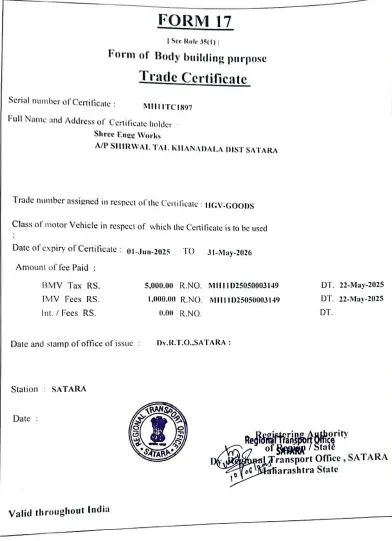 FORM 17
[ See Rule 35(1) ]
Form of Body building purpose
Trade Certificate
Serial number of Certificate : MH11TC1897
Full Name and Address of Certificate holder
Shree Engg Works
A/P SHIRWAL TAL KHANADALA DIST SATARA
Trade number assigned in respect of the Certificate : HGV-GOODS
Class of motor Vehicle in respect of which the Certificate is to be used
:
Date of expiry of Certificate : 01-Jun-2025 TO 31-May-2026
Amount of fee Paid :
BMV Tax RS. 5,000.00 R.NO. MH11D25050003149 DT. 22-May-2025
IMV Fees RS. 1,000.00 R.NO. MH11D25050003149 DT. 22-May-2025
Int. / Fees RS. 0.00 R.NO. DT.
Date and stamp of office of issue : Dy.R.T.O.,SATARA :
Station : SATARA
Date :
REGIONAL TRANSPORT OFFICE
SATARA
Registering Authority
Regional Transport Office
of Region / State
SATARA
Dy. Regional Transport Office , SATARA
Maharashtra State
Valid throughout India